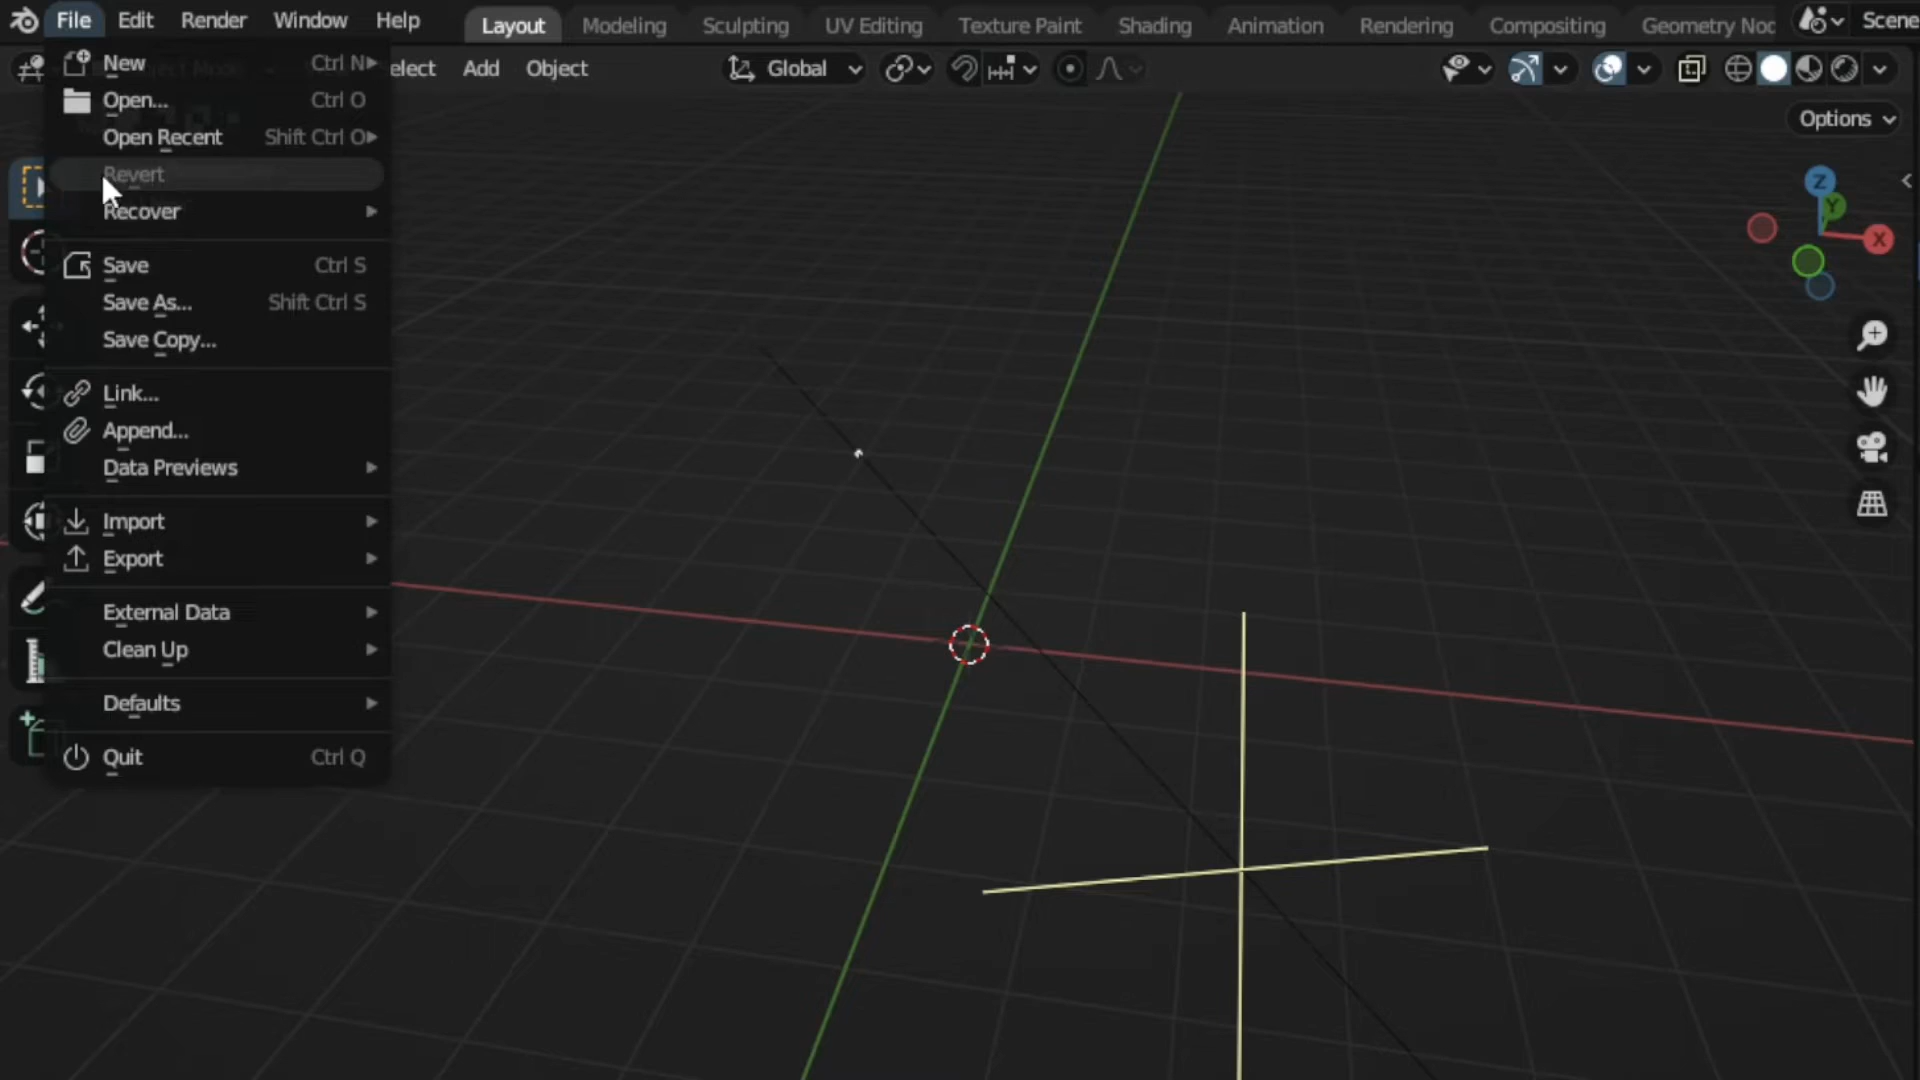 File Edit Render Window Help Layout Modeling Sculpting UV Editing Texture Paint Shading Animation Rendering Compositing Geometry Noc Scene
elect Add Object Global
Options
New Ctrl N
Open... Ctrl O
Open Recent Shift Ctrl O
Revert
Recover
Save Ctrl S
Save As... Shift Ctrl S
Save Copy...
Link...
Append...
Data Previews
Import
Export
External Data
Clean Up
Defaults
Quit Ctrl Q
Z
Y
X